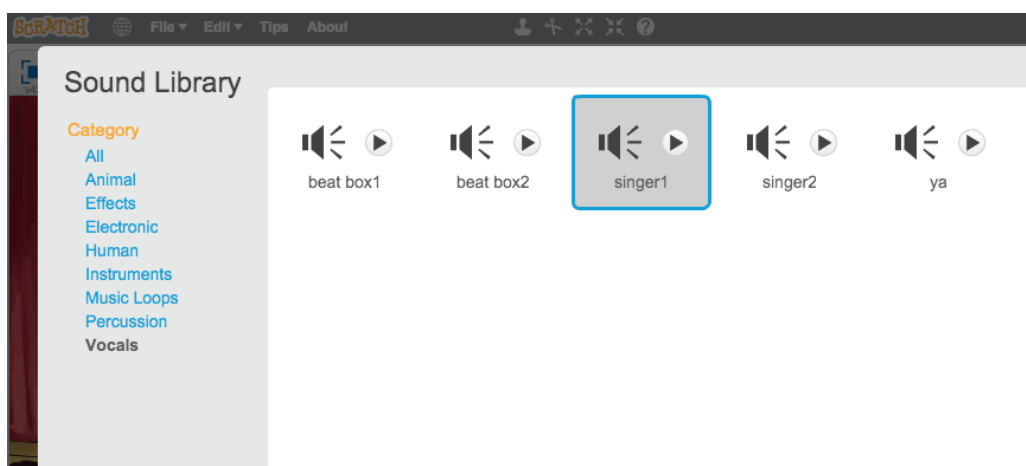 SCRATCH File Edit Tips About
Sound Library
Category
All
Animal
Effects
Electronic
Human
Instruments
Music Loops
Percussion
Vocals
beat box1 beat box2 singer1 singer2 ya